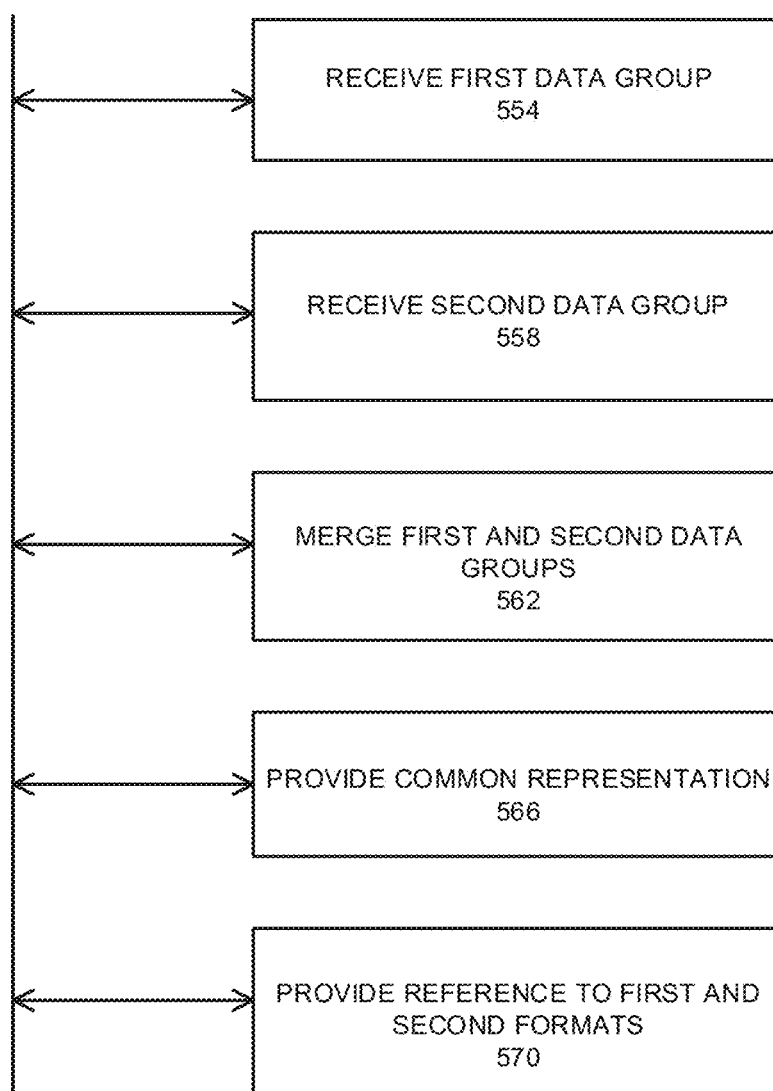 RECEIVE FIRST DATA GROUP
554
RECEIVE SECOND DATA GROUP
558
MERGE FIRST AND SECOND DATA
GROUPS
562
PROVIDE COMMON REPRESENTATION
566
PROVIDE REFERENCE TO FIRST AND
SECOND FORMATS
570